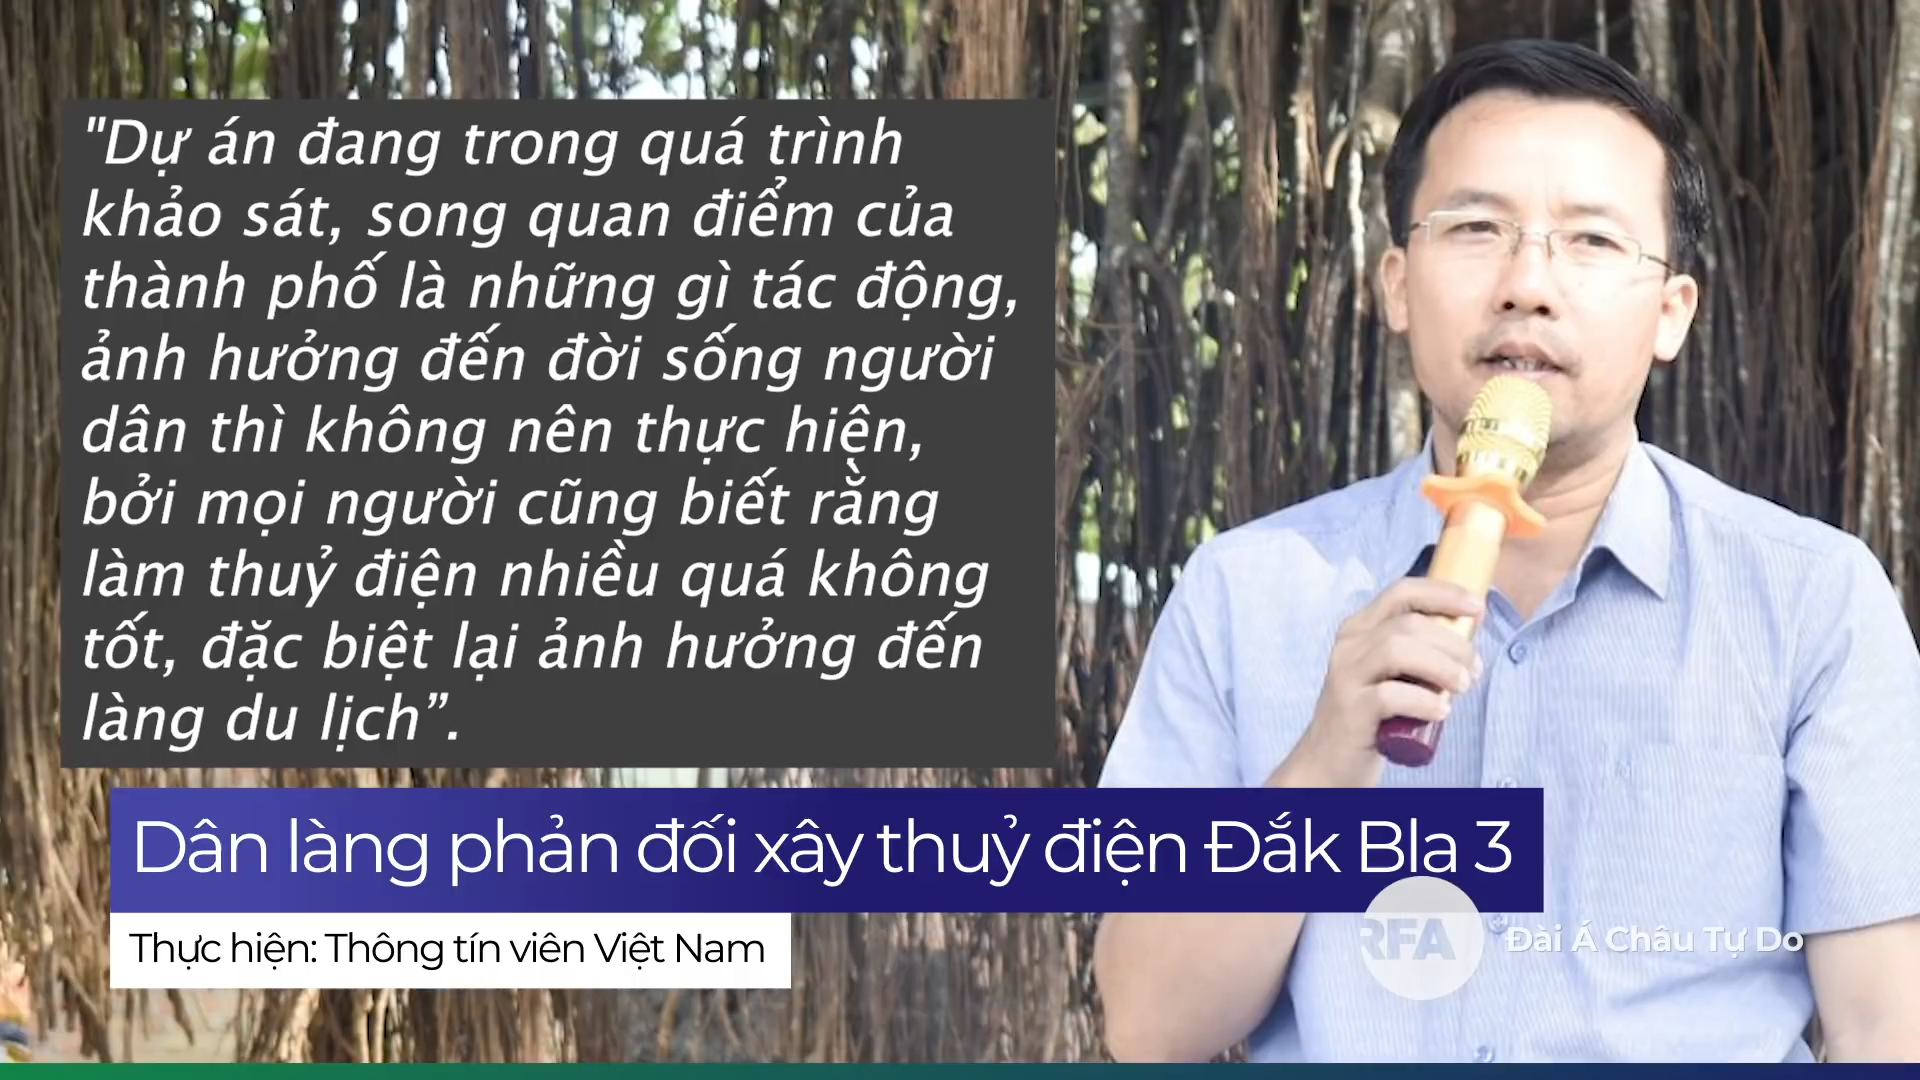 "Dự án đang trong quá trình
khảo sát, song quan điểm của
thành phố là những gì tác động,
ảnh hưởng đến đời sống người
dân thì không nên thực hiện,
bởi mọi người cũng biết rằng
làm thuỷ điện nhiều quá không
tốt, đặc biệt lại ảnh hưởng đến
làng du lịch”.
Dân làng phản đối xây thuỷ điện Đắk Bla 3
Thực hiện: Thông tín viên Việt Nam
RFA Đài Á Châu Tự Do